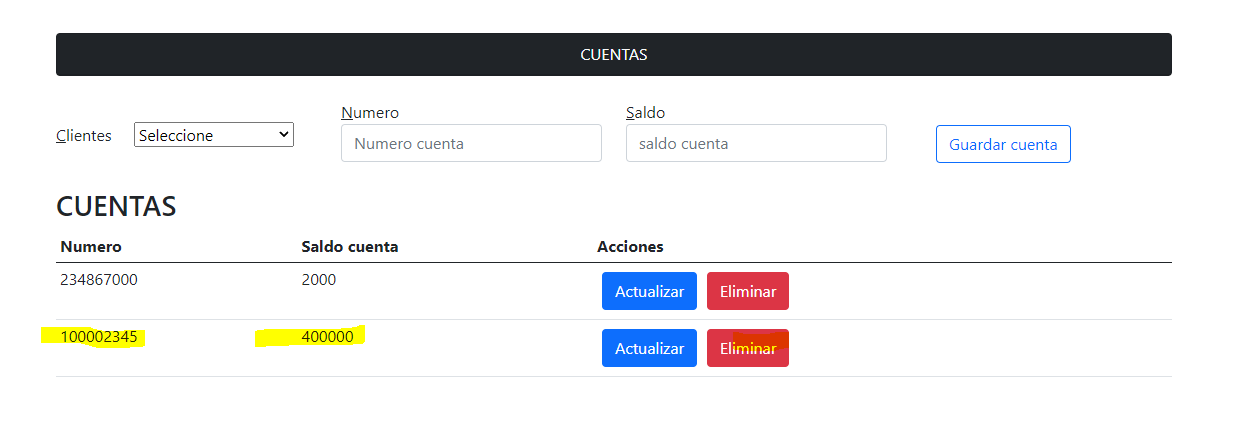 CUENTAS
Clientes Seleccione Numero Numero cuenta Saldo saldo cuenta Guardar cuenta
CUENTAS
Numero Saldo cuenta Acciones
234867000 2000 Actualizar Eliminar
100002345 400000 Actualizar Eliminar